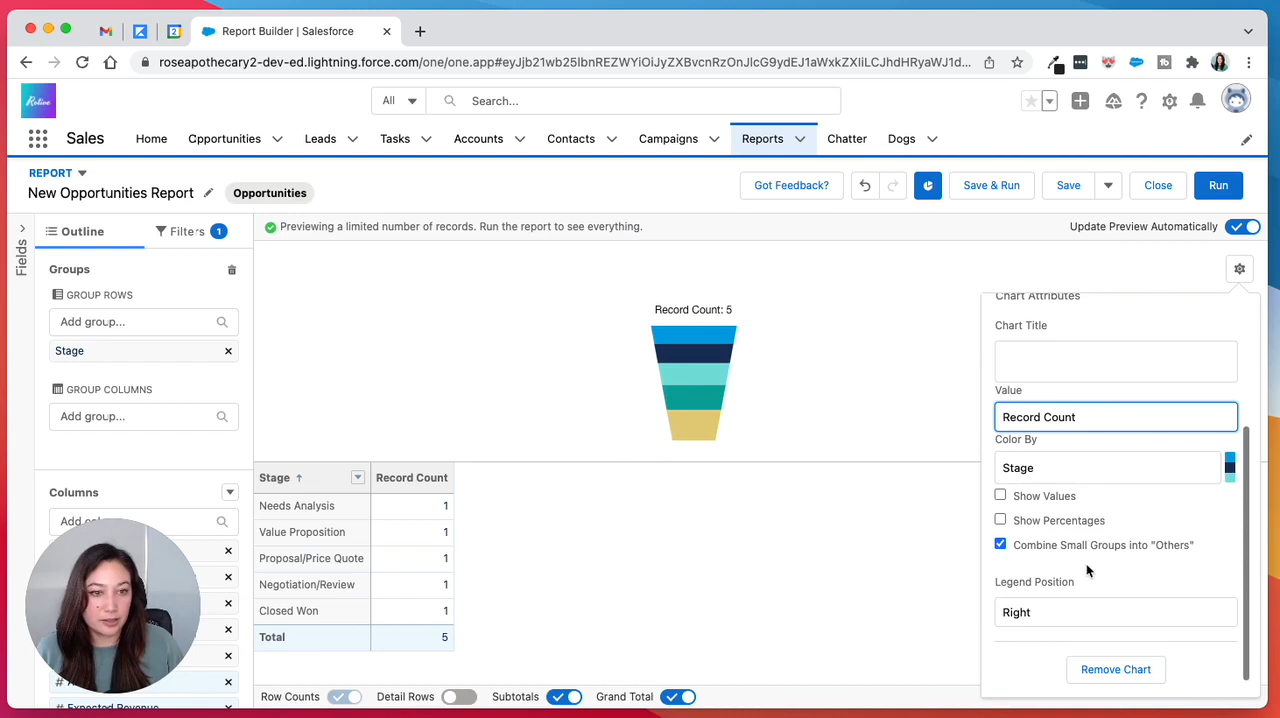 Report Builder | Salesforce
roseapothecary2-dev-ed.lightning.force.com/one/one.app#eyJjb21wb25lbnREZWYiOiJyZXBvcnRzOnJlcG9ydEJ1aWxkZXIiLCJhdHRyaWJ1d...
All
Search...
Sales
Home
Opportunities
Leads
Tasks
Accounts
Contacts
Campaigns
Reports
Chatter
Dogs
REPORT
New Opportunities Report
Opportunities
Got Feedback?
Save & Run
Save
Close
Run
Fields
Outline
Filters 1
Previewing a limited number of records. Run the report to see everything.
Update Preview Automatically
Groups
GROUP ROWS
Add group...
Stage
GROUP COLUMNS
Add group...
Columns
Record Count: 5
Stage Record Count
Needs Analysis 1
Value Proposition 1
Proposal/Price Quote 1
Negotiation/Review 1
Closed Won 1
Total 5
Chart Attributes
Chart Title
Value
Record Count
Color By
Stage
Show Values
Show Percentages
Combine Small Groups into "Others"
Legend Position
Right
Remove Chart
# Expected Revenue
Row Counts
Detail Rows
Subtotals
Grand Total